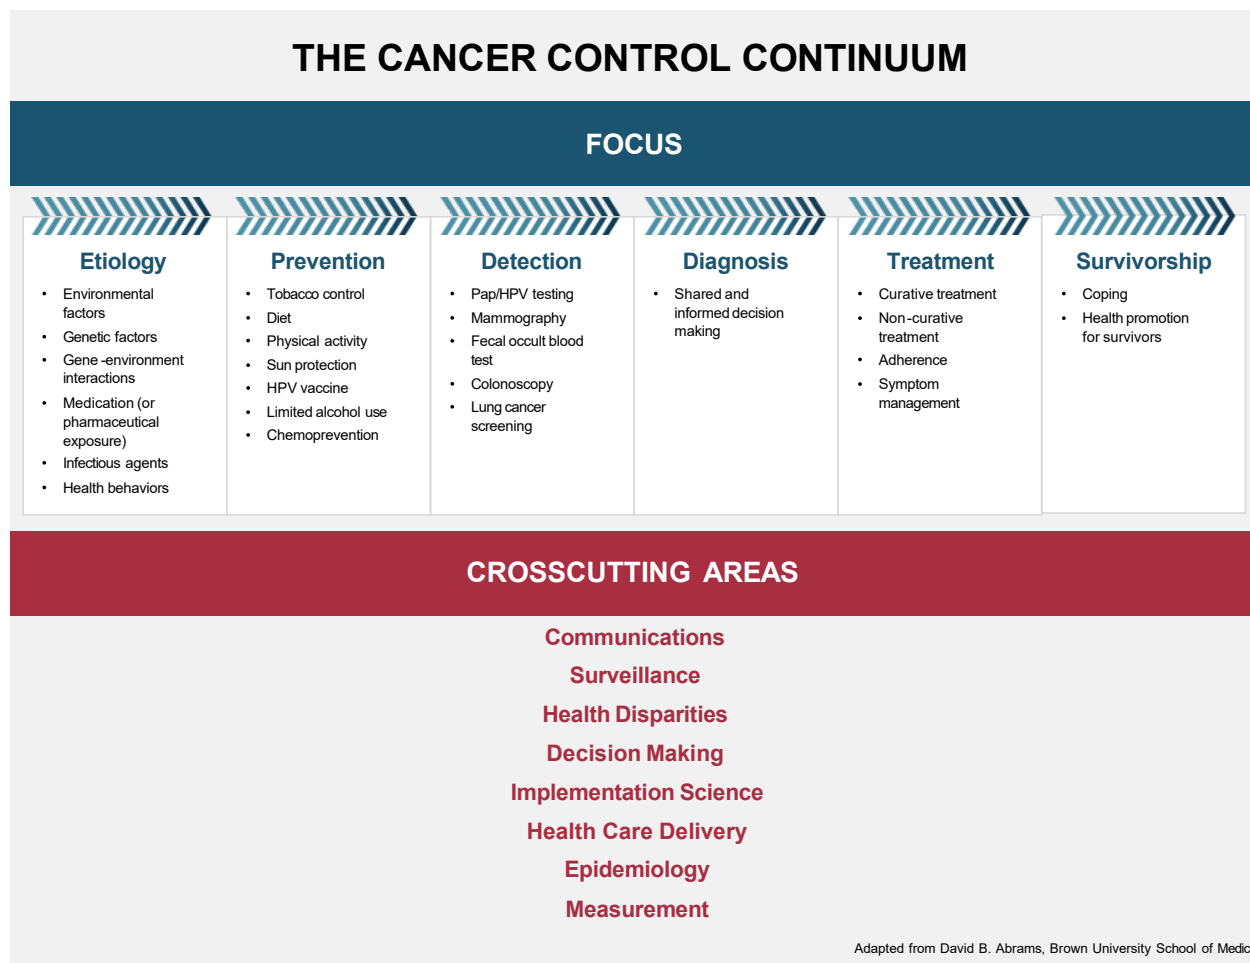 THE CANCER CONTROL CONTINUUM
FOCUS
Etiology
• Environmental
factors
• Genetic factors
• Gene -environment
interactions
• Medication (or
pharmaceutical
exposure)
• Infectious agents
• Health behaviors
Prevention
• Tobacco control
• Diet
• Physical activity
• Sun protection
• HPV vaccine
• Limited alcohol use
• Chemoprevention
Detection
• Pap/HPV testing
• Mammography
• Fecal occult blood
test
• Colonoscopy
• Lung cancer
screening
Diagnosis
• Shared and
informed decision
making
Treatment
• Curative treatment
• Non-curative
treatment
• Adherence
• Symptom
management
Survivorship
• Coping
• Health promotion
for survivors
CROSSCUTTING AREAS
Communications
Surveillance
Health Disparities
Decision Making
Implementation Science
Health Care Delivery
Epidemiology
Measurement
Adapted from David B. Abrams, Brown University School of Medic